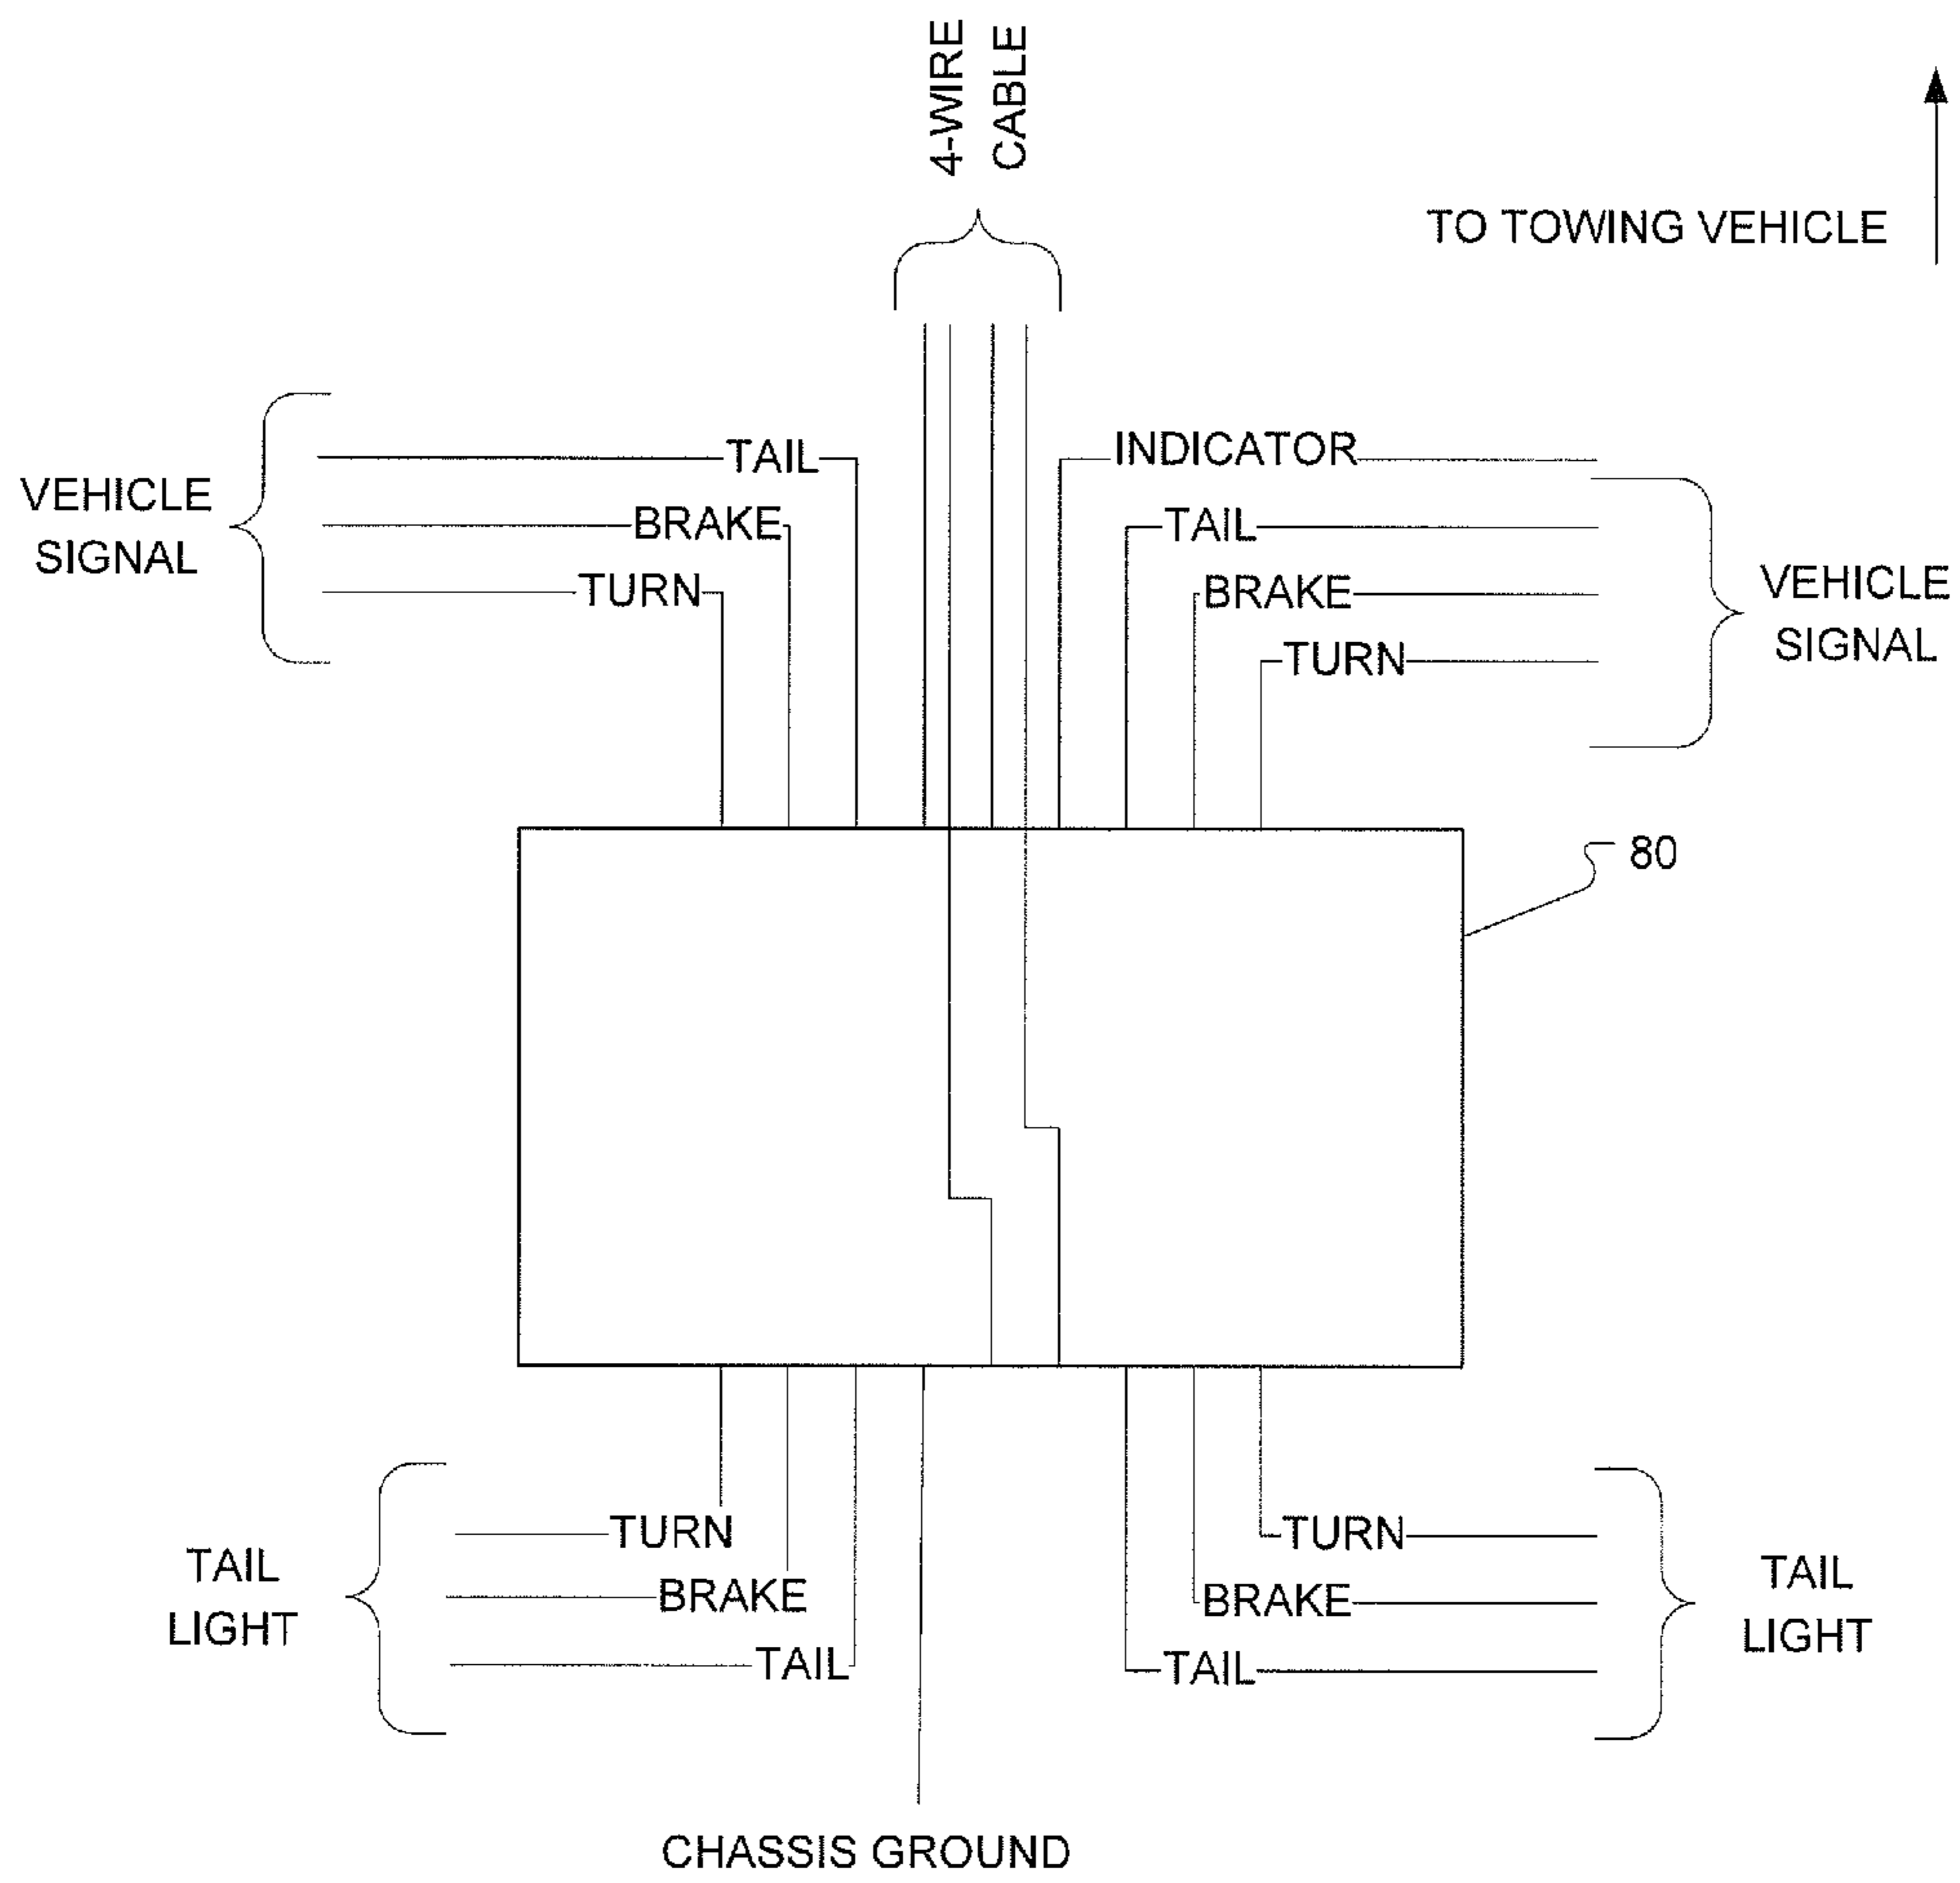 4-WIRE
CABLE
TO TOWING VEHICLE
VEHICLE
SIGNAL
TAIL
BRAKE
TURN
INDICATOR
TAIL
BRAKE
TURN
VEHICLE
SIGNAL
80
TAIL
LIGHT
TURN
BRAKE
TAIL
TURN
BRAKE
TAIL
TAIL
LIGHT
CHASSIS GROUND